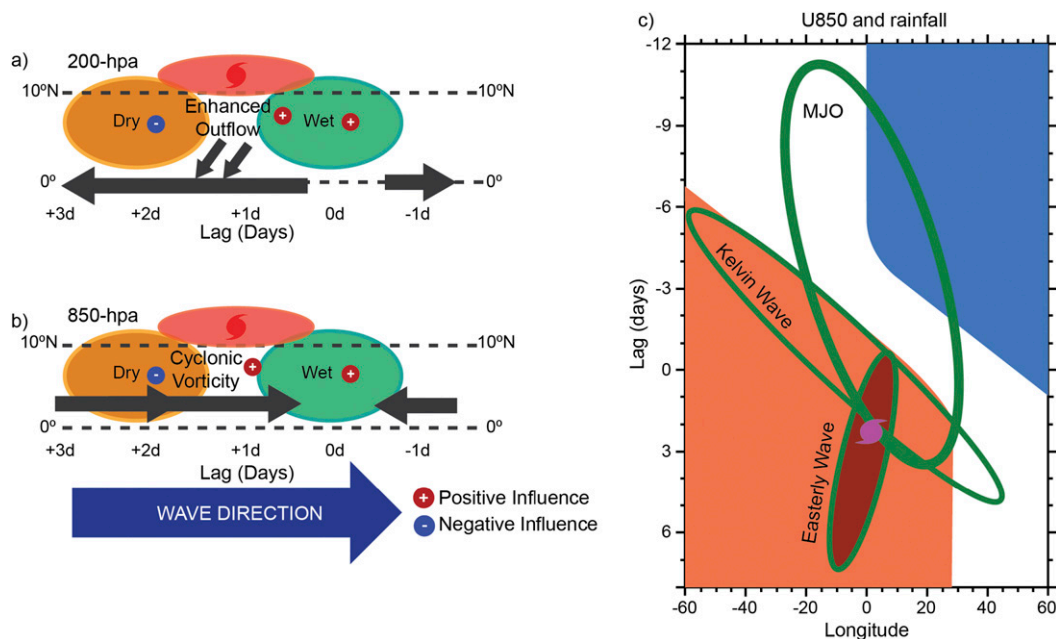 a)
200-hpa
10ºN
10ºN
Dry
-
Enhanced
Outflow
+
Wet
+
0º
0º
+3d
+2d
+1d
0d
-1d
Lag (Days)
b)
850-hpa
10ºN
10ºN
Dry
-
Cyclonic
Vorticity
+
Wet
+
0º
0º
+3d
+2d
+1d
0d
-1d
Lag (Days)
WAVE DIRECTION
+ Positive Influence
- Negative Influence
c)
U850 and rainfall
-12
-9
-6
-3
0
3
6
Lag (days)
MJO
Kelvin Wave
Easterly Wave
-60
-40
-20
0
20
40
60
Longitude